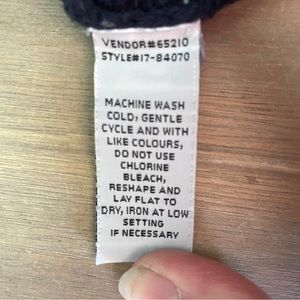 VENDOR#65210
STYLE#17-84070
MACHINE WASH
COLD, GENTLE
CYCLE AND WITH
LIKE COLOURS,
DO NOT USE
CHLORINE
BLEACH,
RESHAPE AND
LAY FLAT TO
DRY, IRON AT LOW
SETTING
IF NECESSARY